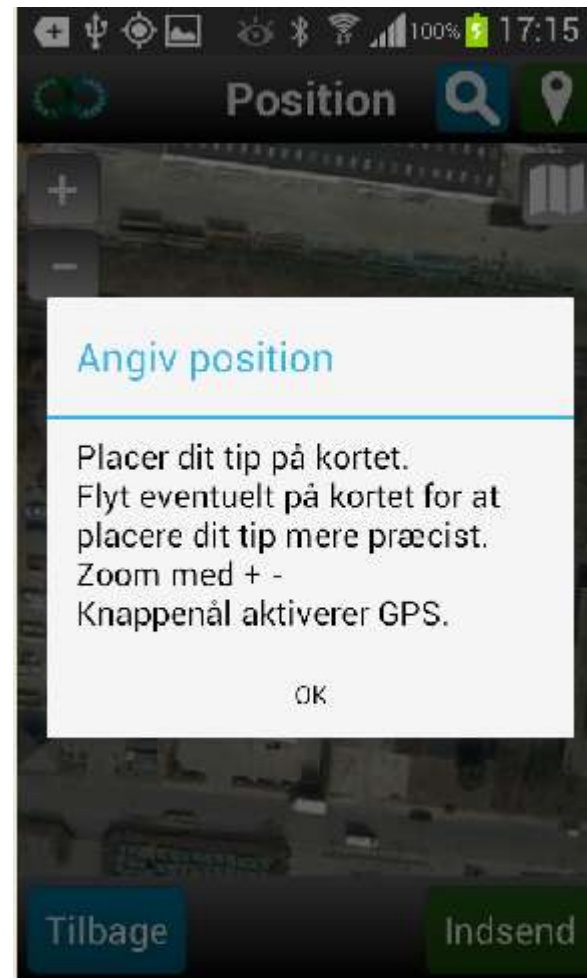 100% 17:15
Position
+
-
Angiv position
Placer dit tip på kortet.
Flyt eventuelt på kortet for at
placere dit tip mere præcist.
Zoom med + -
Knappenål aktiverer GPS.
OK
Tilbage Indsend